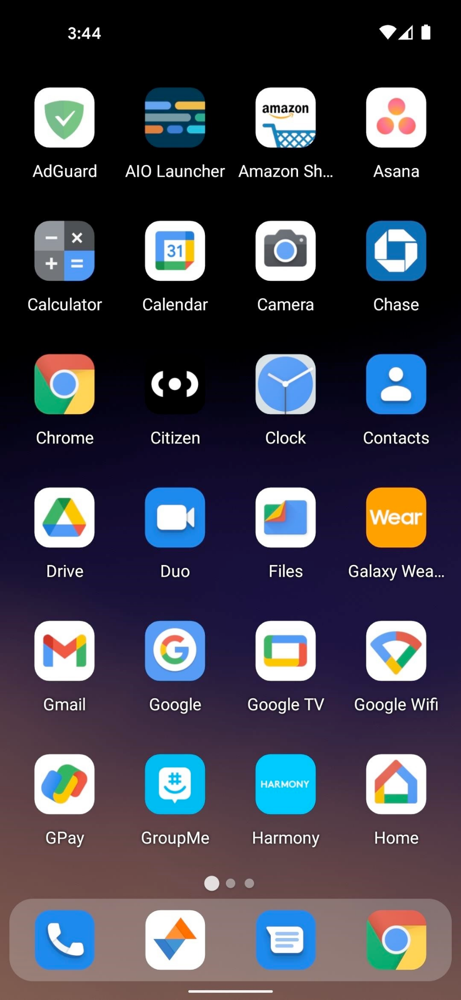 3:44
amazon
AdGuard AIO Launcher Amazon Sh... Asana
31
Calculator Calendar Camera Chase
Chrome Citizen Clock Contacts
Wear
Drive Duo Files Galaxy Wea...
Gmail Google Google TV Google Wifi
HARMONY
GPay GroupMe Harmony Home